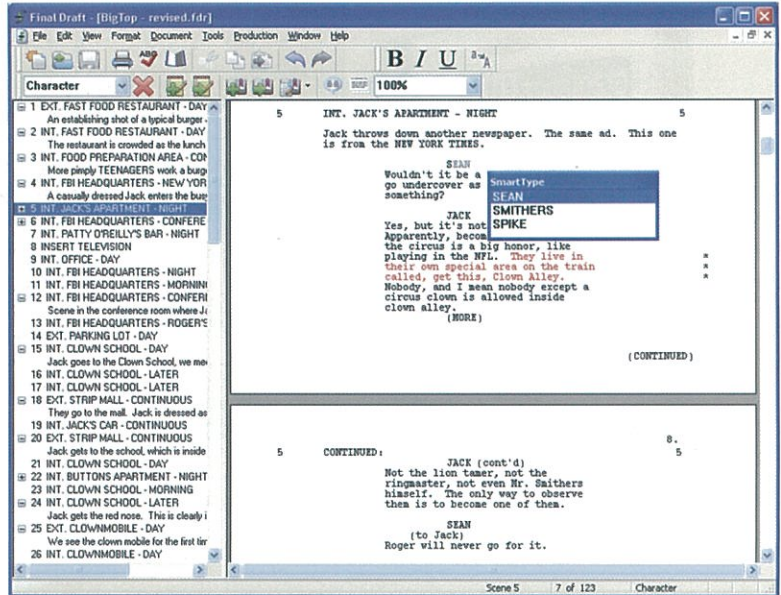 Final Draft - [BigTop - revised.fdr]
File Edit View Format Document Tools Production Window Help
B I U
Character 100%
1 EXT. FAST FOOD RESTAURANT - DAY
An establishing shot of a typical burger
2 INT. FAST FOOD RESTAURANT - DAY
The restaurant is crowded as the lunch
3 INT. FOOD PREPARATION AREA - CON
More pimply TEENAGERS work a burg
4 INT. FBI HEADQUARTERS - NEW YOR
A casually dressed Jack enters the busy
5 INT. JACK'S APARTMENT - NIGHT
6 INT. FBI HEADQUARTERS - CONFERE
7 INT. PATTY O'REILLY'S BAR - NIGHT
8 INSERT TELEVISION
9 INT. OFFICE - DAY
10 INT. FBI HEADQUARTERS - NIGHT
11 INT. FBI HEADQUARTERS - MORNING
12 INT. FBI HEADQUARTERS - CONFERE
Scene in the conference room where Ja
13 INT. FBI HEADQUARTERS - ROGER'S
14 EXT. PARKING LOT - DAY
15 INT. CLOWN SCHOOL - DAY
Jack goes to the Clown School, we mee
16 INT. CLOWN SCHOOL - LATER
17 INT. CLOWN SCHOOL - LATER
18 EXT. STRIP MALL - CONTINUOUS
They go to the mall. Jack is dressed as
19 INT. JACK'S CAR - CONTINUOUS
20 EXT. STRIP MALL - CONTINUOUS
Jack gets to the school, which is inside
21 INT. CLOWN SCHOOL - DAY
22 INT. BUTTONS APARTMENT - NIGHT
23 INT. CLOWN SCHOOL - MORNING
24 INT. CLOWN SCHOOL - LATER
Jack gets the red nose. This is clearly i
25 EXT. CLOWNMOBILE - DAY
We see the clown mobile for the first tim
26 INT. CLOWNMOBILE - DAY
5 INT. JACK'S APARTMENT - NIGHT 5
Jack throws down another newspaper. The same ad. This one
is from the NEW YORK TIMES.
SEAN
Wouldn't it be a
go undercover as
something?
SmartType
SEAN
SMITHERS
SPIKE
JACK
Yes, but it's not
Apparently, becom
the circus is a big honor, like
playing in the NFL. They live in *
their own special area on the train *
called, get this, Clown Alley. *
Nobody, and I mean nobody except a
circus clown is allowed inside
clown alley.
(MORE)
(CONTINUED)
8.
5 CONTINUED: 5
JACK (cont'd)
Not the lion tamer, not the
ringmaster, not even Mr. Smithers
himself. The only way to observe
them is to become one of them.
SEAN
(to Jack)
Roger will never go for it.
Scene 5 7 of 123 Character